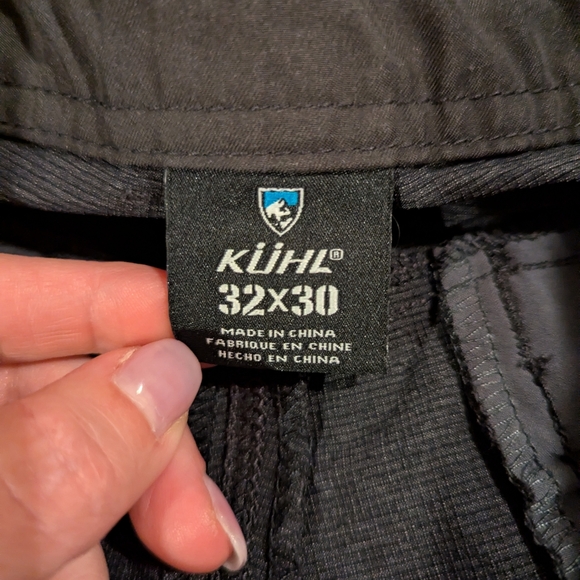 KÜHL®
32X30
MADE IN CHINA
FABRIQUE EN CHINE
HECHO EN CHINA